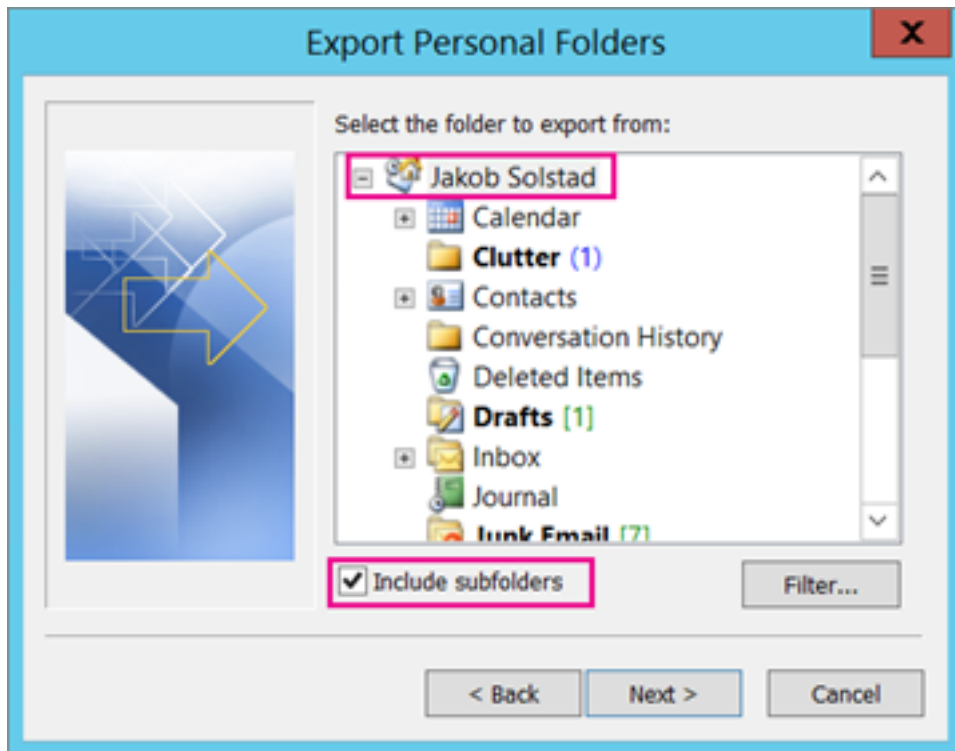 Export Personal Folders
X
Select the folder to export from:
Jakob Solstad
Calendar
Clutter (1)
Contacts
Conversation History
Deleted Items
Drafts [1]
Inbox
Journal
Junk Email [7]
Include subfolders
Filter...
< Back
Next >
Cancel